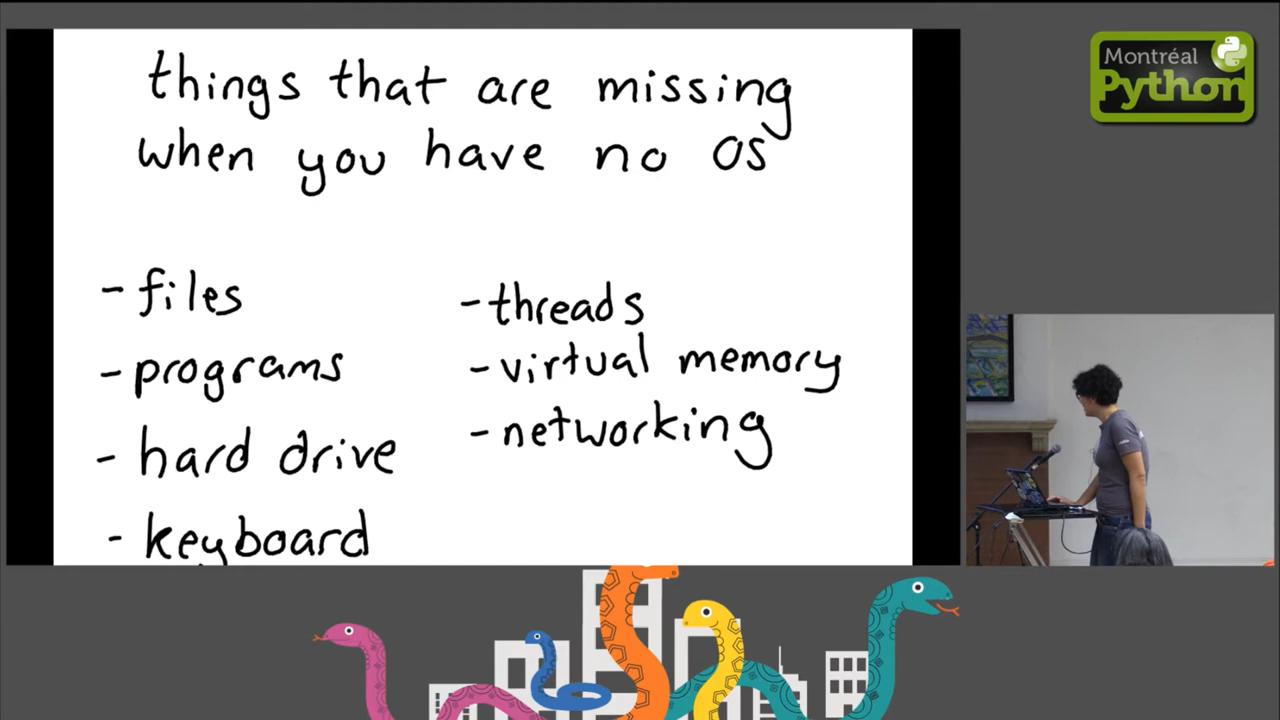 things that are missing
when you have no OS
- files
- programs
- hard drive
- keyboard
- threads
- virtual memory
- networking
Montréal
Python